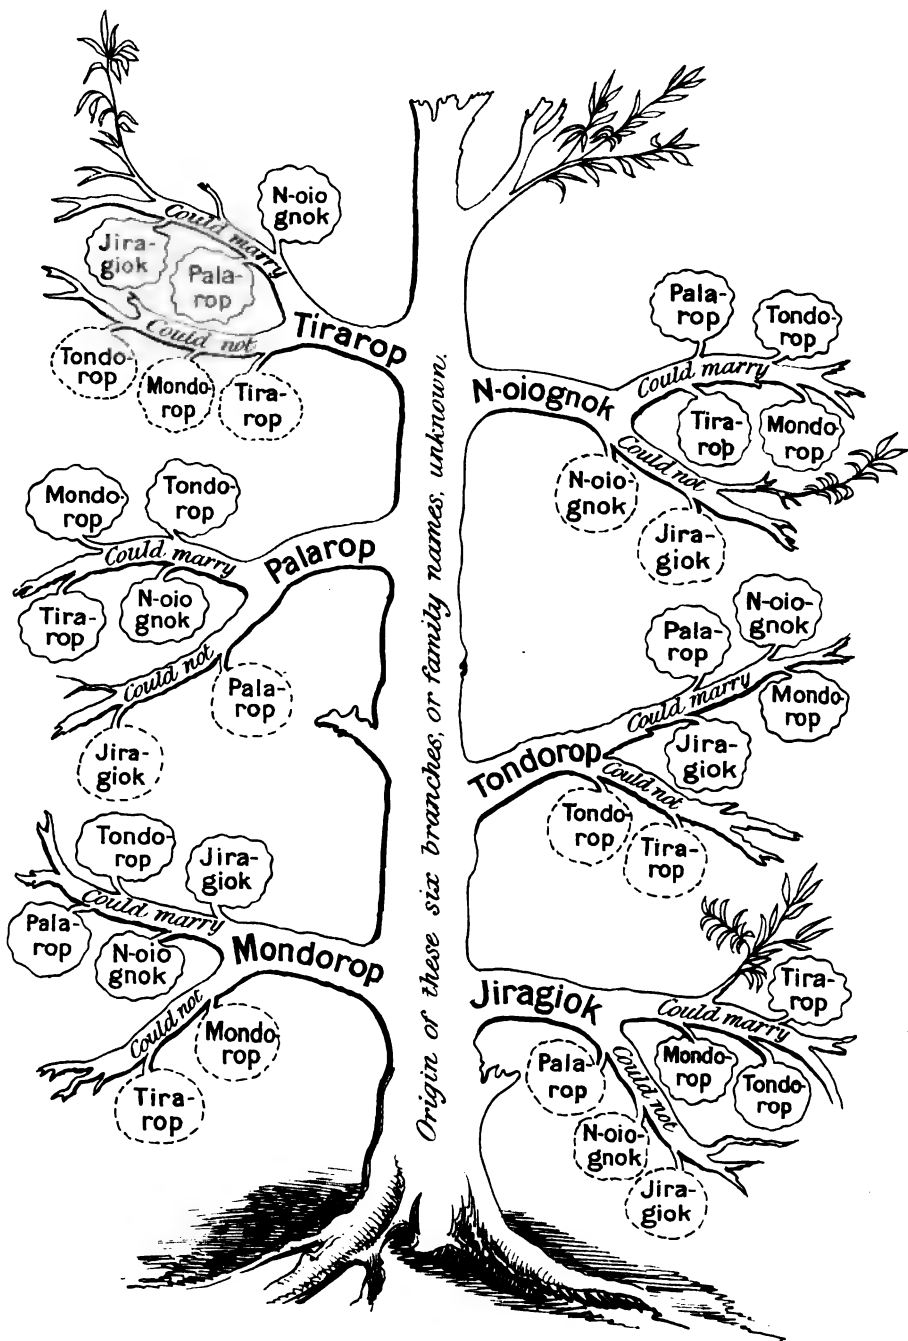 N-oio
gnok
Could marry
Jira-
giok
Pala-
rop
Tirarop
Could not
Tondo-
rop
Mondo-
rop
Tira-
rop
Pala-
rop
Tondo-
rop
Could marry
N-oiognok
Tira-
rop
Mondo-
rop
Could not
N-oio-
gnok
Jira-
giok
Mondo-
rop
Tondo-
rop
Could marry
Palarop
Tira-
rop
N-oio
gnok
Could not
Pala-
rop
Jira-
giok
N-oio-
gnok
Pala-
rop
Could marry
Mondo-
rop
Tondorop
Jira-
giok
Could not
Tondo-
rop
Tira-
rop
Tondo-
rop
Jira-
giok
Could marry
Pala-
rop
N-oio
gnok
Mondorop
Could not
Mondo-
rop
Tira-
rop
Jiragiok
Could marry
Tira-
rop
Mondo-
rop
Tondo-
rop
Could not
Pala-
rop
N-oio-
gnok
Jira-
giok
Origin of these six branches, or family names, unknown.